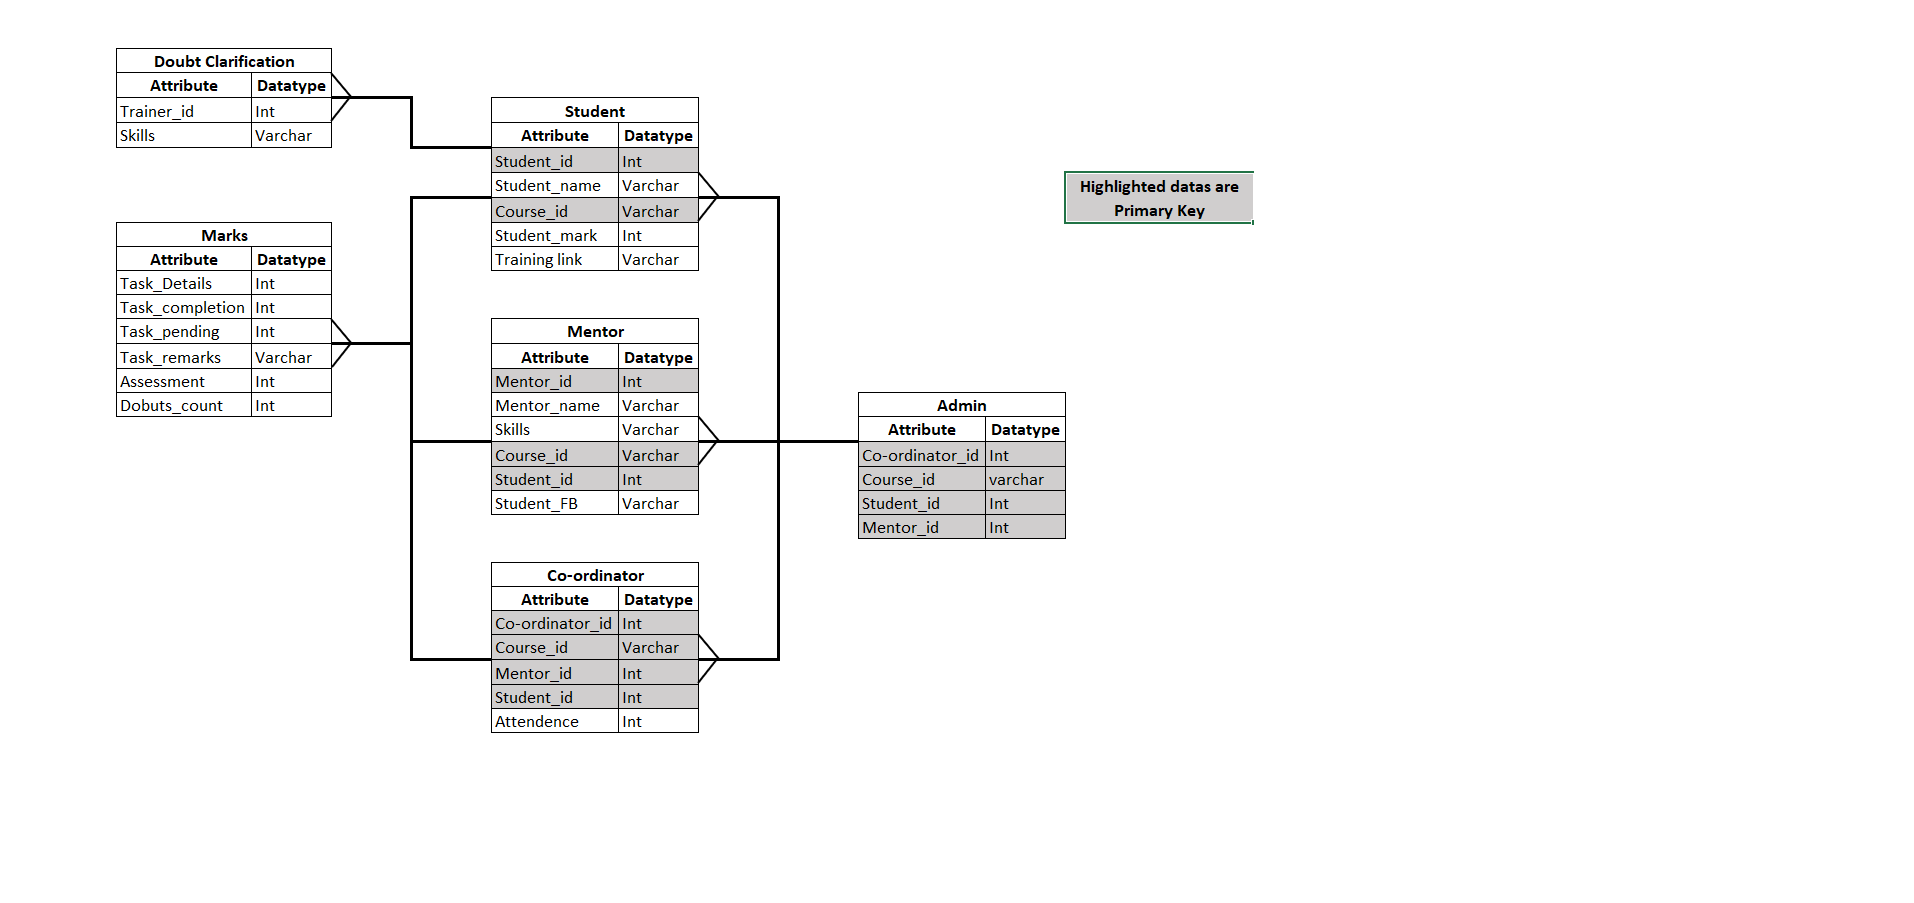 Doubt Clarification
Attribute Datatype
Trainer_id Int
Skills Varchar
Marks
Attribute Datatype
Task_Details Int
Task_completion Int
Task_pending Int
Task_remarks Varchar
Assessment Int
Dobuts_count Int
Student
Attribute Datatype
Student_id Int
Student_name Varchar
Course_id Varchar
Student_mark Int
Training link Varchar
Mentor
Attribute Datatype
Mentor_id Int
Mentor_name Varchar
Skills Varchar
Course_id Varchar
Student_id Int
Student_FB Varchar
Co-ordinator
Attribute Datatype
Co-ordinator_id Int
Course_id Varchar
Mentor_id Int
Student_id Int
Attendence Int
Admin
Attribute Datatype
Co-ordinator_id Int
Course_id varchar
Student_id Int
Mentor_id Int
Highlighted datas are
Primary Key